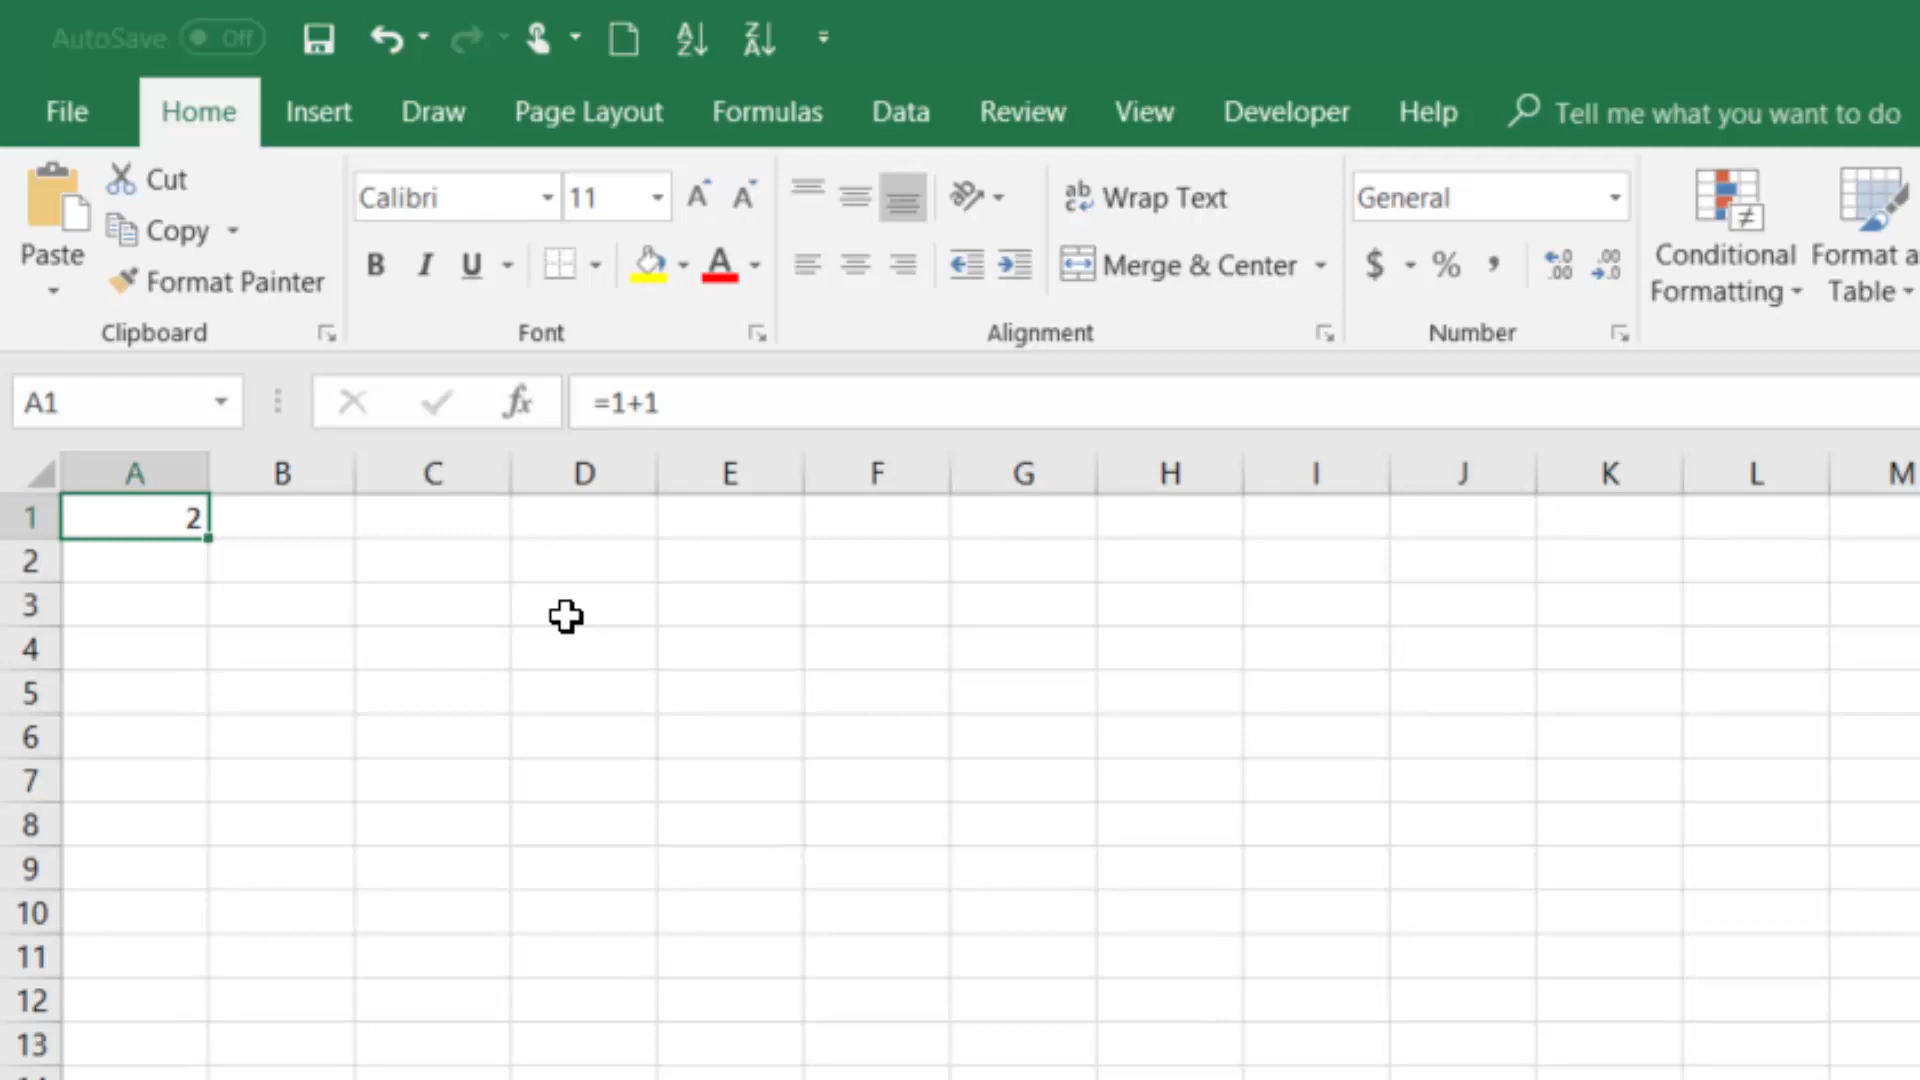 AutoSave Off
File Home Insert Draw Page Layout Formulas Data Review View Developer Help Tell me what you want to do
Paste
Cut
Copy
Format Painter
Clipboard
Calibri 11
B I U
Font
Wrap Text
Merge & Center
Alignment
General
$ % ,
Number
Conditional
Formatting
Format a
Table
A1 fx =1+1
A B C D E F G H I J K L M
1 2
2
3
4
5
6
7
8
9
10
11
12
13